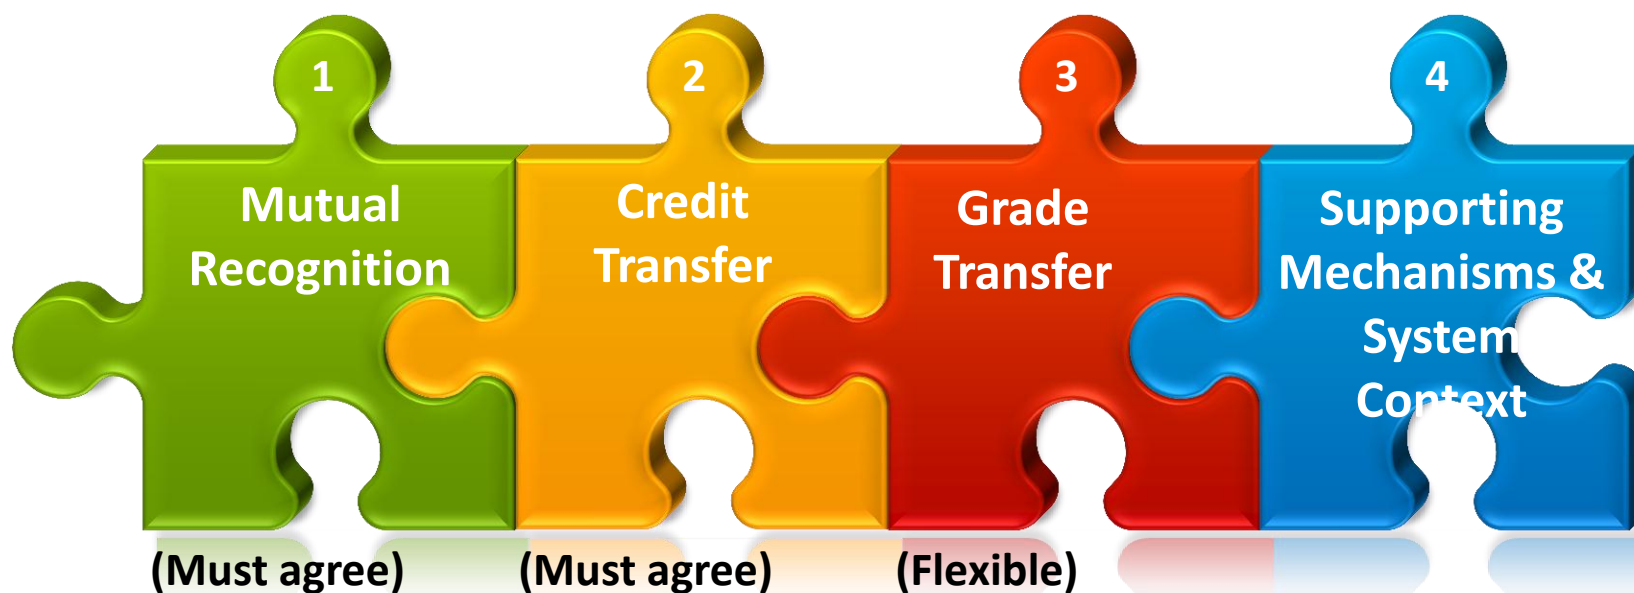 1
Mutual
Recognition
(Must agree)
2
Credit
Transfer
(Must agree)
3
Grade
Transfer
(Flexible)
4
Supporting
Mechanisms &
System
Context